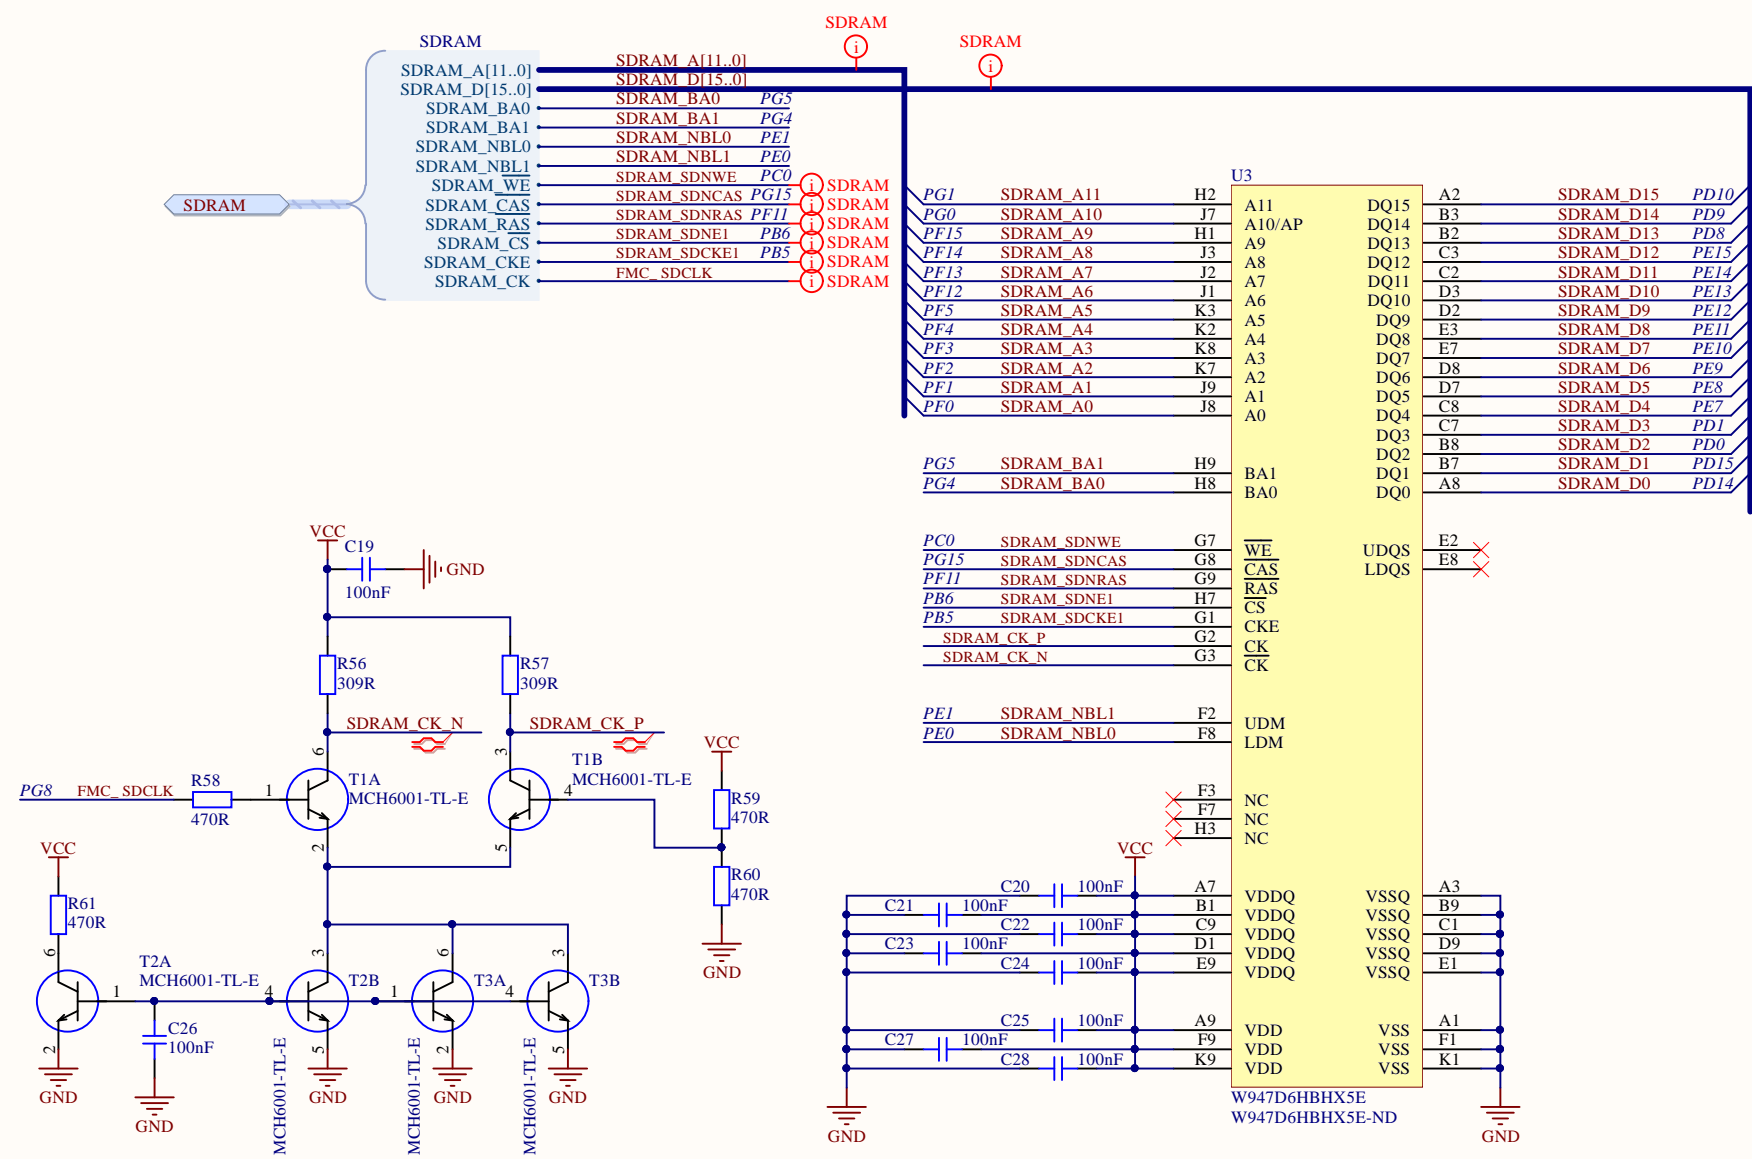 SDRAM
SDRAM
SDRAM
SDRAM
SDRAM_A[11..0] SDRAM_A[11..0]
SDRAM_D[15..0] SDRAM_D[15..0]
SDRAM_BA0 SDRAM_BA0 PG5
SDRAM_BA1 SDRAM_BA1 PG4
SDRAM_NBL0 SDRAM_NBL0 PE1
SDRAM_NBL1 SDRAM_NBL1 PE0
SDRAM_WE SDRAM_SDNWE PC0 i SDRAM
SDRAM_CAS SDRAM_SDNCAS PG15 i SDRAM
SDRAM_RAS SDRAM_SDNRAS PF11 i SDRAM
SDRAM_CS SDRAM_SDNE1 PB6 i SDRAM
SDRAM_CKE SDRAM_SDCKE1 PB5 i SDRAM
SDRAM_CK FMC_ SDCLK i SDRAM
i
i
U3
PG1 SDRAM_A11 H2 A11 DQ15 A2 SDRAM_D15 PD10
PG0 SDRAM_A10 J7 A10/AP DQ14 B3 SDRAM_D14 PD9
PF15 SDRAM_A9 H1 A9 DQ13 B2 SDRAM_D13 PD8
PF14 SDRAM_A8 J3 A8 DQ12 C3 SDRAM_D12 PE15
PF13 SDRAM_A7 J2 A7 DQ11 C2 SDRAM_D11 PE14
PF12 SDRAM_A6 J1 A6 DQ10 D3 SDRAM_D10 PE13
PF5 SDRAM_A5 K3 A5 DQ9 D2 SDRAM_D9 PE12
PF4 SDRAM_A4 K2 A4 DQ8 E3 SDRAM_D8 PE11
PF3 SDRAM_A3 K8 A3 DQ7 E7 SDRAM_D7 PE10
PF2 SDRAM_A2 K7 A2 DQ6 D8 SDRAM_D6 PE9
PF1 SDRAM_A1 J9 A1 DQ5 D7 SDRAM_D5 PE8
PF0 SDRAM_A0 J8 A0 DQ4 C8 SDRAM_D4 PE7
DQ3 C7 SDRAM_D3 PD1
DQ2 B8 SDRAM_D2 PD0
PG5 SDRAM_BA1 H9 BA1 DQ1 B7 SDRAM_D1 PD15
PG4 SDRAM_BA0 H8 BA0 DQ0 A8 SDRAM_D0 PD14
PC0 SDRAM_SDNWE G7 WE UDQS E2
PG15 SDRAM_SDNCAS G8 CAS LDQS E8
PF11 SDRAM_SDNRAS G9 RAS
PB6 SDRAM_SDNE1 H7 CS
PB5 SDRAM_SDCKE1 G1 CKE
SDRAM_CK_P G2 CK
SDRAM_CK_N G3 CK
PE1 SDRAM_NBL1 F2 UDM
PE0 SDRAM_NBL0 F8 LDM
F3 NC
F7 NC
H3 NC
VCC
C20 100nF A7 VDDQ VSSQ A3
C21 100nF B1 VDDQ VSSQ B9
C22 100nF C9 VDDQ VSSQ C1
C23 100nF D1 VDDQ VSSQ D9
C24 100nF E9 VDDQ VSSQ E1
C25 100nF A9 VDD VSS A1
C27 100nF F9 VDD VSS F1
C28 100nF K9 VDD VSS K1
W947D6HBHX5E
W947D6HBHX5E-ND
GND
GND
VCC
C19
100nF
GND
R56
309R
R57
309R
SDRAM_CK_N
SDRAM_CK_P
6
3
T1A
MCH6001-TL-E
T1B
MCH6001-TL-E
PG8 FMC_ SDCLK
R58
470R
1
4
2
5
VCC
R59
470R
R60
470R
GND
VCC
R61
470R
6
3
6
3
T2A
MCH6001-TL-E
T2B
T3A
T3B
1
4
1
4
C26
100nF
2
5
2
5
MCH6001-TL-E
MCH6001-TL-E
MCH6001-TL-E
GND
GND
GND
GND
GND